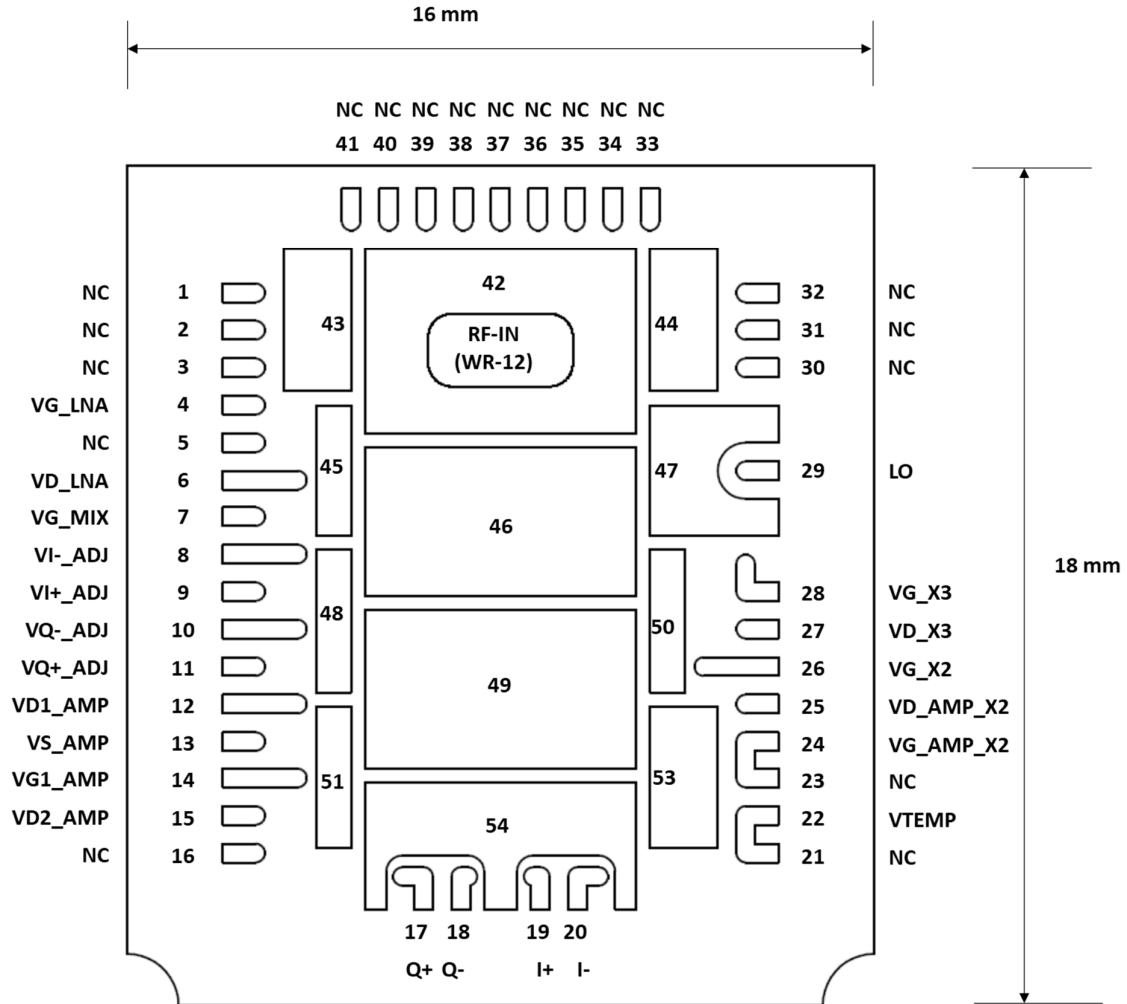 16 mm
NC NC NC NC NC NC NC NC NC
41 40 39 38 37 36 35 34 33
42
NC 1 32 NC
43 RF-IN 44
NC 2 31 NC
(WR-12)
NC 3 30 NC
VG_LNA 4
NC 5
45 47 29 LO
VD_LNA 6
VG_MIX 7
46
VI-_ADJ 8
18 mm
VI+_ADJ 9 28 VG_X3
48 50
VQ-_ADJ 10 27 VD_X3
VQ+_ADJ 11 26 VG_X2
49
VD1_AMP 12 25 VD_AMP_X2
VS_AMP 13 24 VG_AMP_X2
VG1_AMP 14 51 53 23 NC
VD2_AMP 15 22 VTEMP
54
NC 16 21 NC
17 18 19 20
Q+ Q- I+ I-